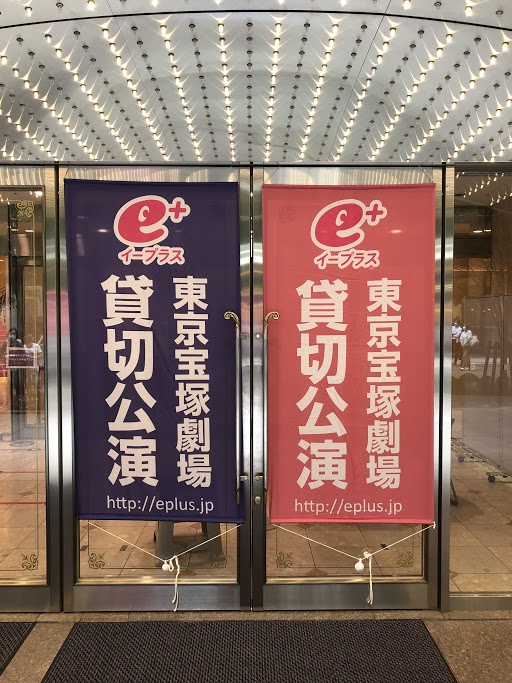 e+
イープラス
東京宝塚劇場
貸切公演
http://eplus.jp
e+
イープラス
東京宝塚劇場
貸切公演
http://eplus.jp